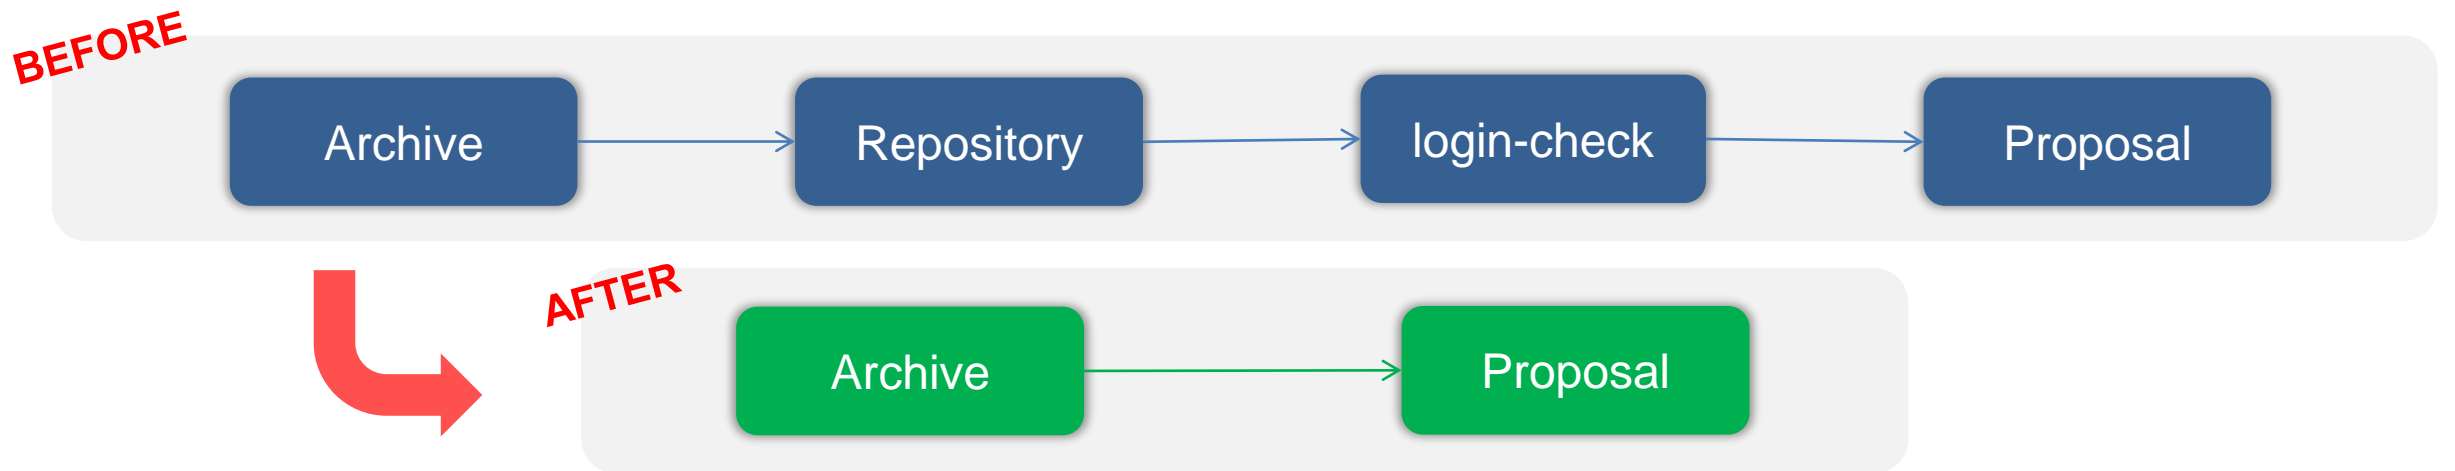 BEFORE
Archive
Repository
login-check
Proposal
AFTER
Archive
Proposal